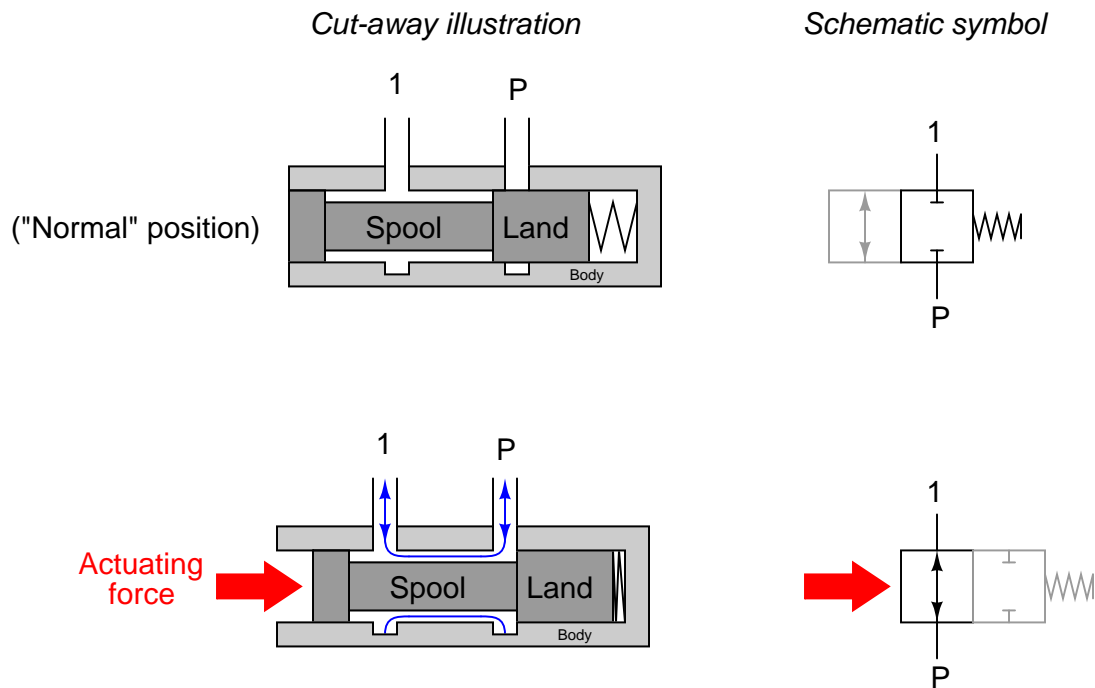 Cut-away illustration
Schematic symbol
1
P
1
("Normal" position)
Spool
Land
Body
P
1
P
1
Actuating
force
Spool
Land
Body
P